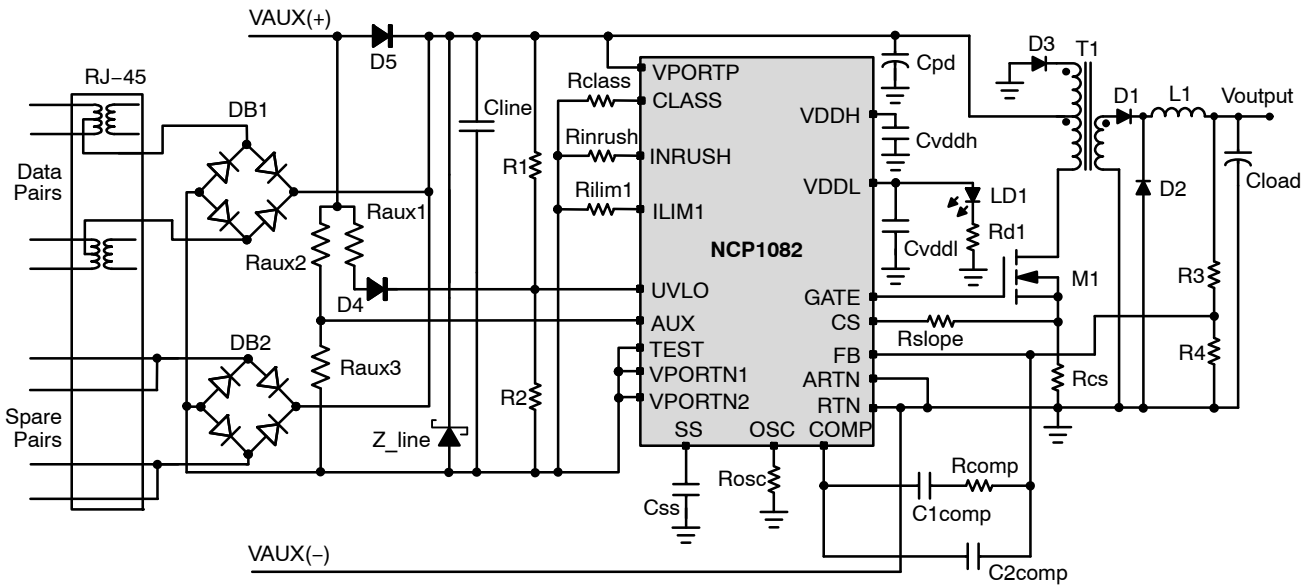 VAUX(+)
D5
RJ–45
DB1
Data
Pairs
Raux1
Raux2
D4
DB2
Raux3
Spare
Pairs
Z_line
Cline
R1
R2
Rclass
Rinrush
Rilim1
VPORTP
CLASS
INRUSH
ILIM1
NCP1082
UVLO
AUX
TEST
VPORTN1
VPORTN2
SS
OSC
COMP
VDDH
VDDL
GATE
CS
FB
ARTN
RTN
Cpd
Cvddh
Cvddl
LD1
Rd1
M1
Rslope
Rcs
D3
T1
D1
L1
Voutput
D2
Cload
R3
R4
Css
Rosc
Rcomp
C1comp
C2comp
VAUX(–)